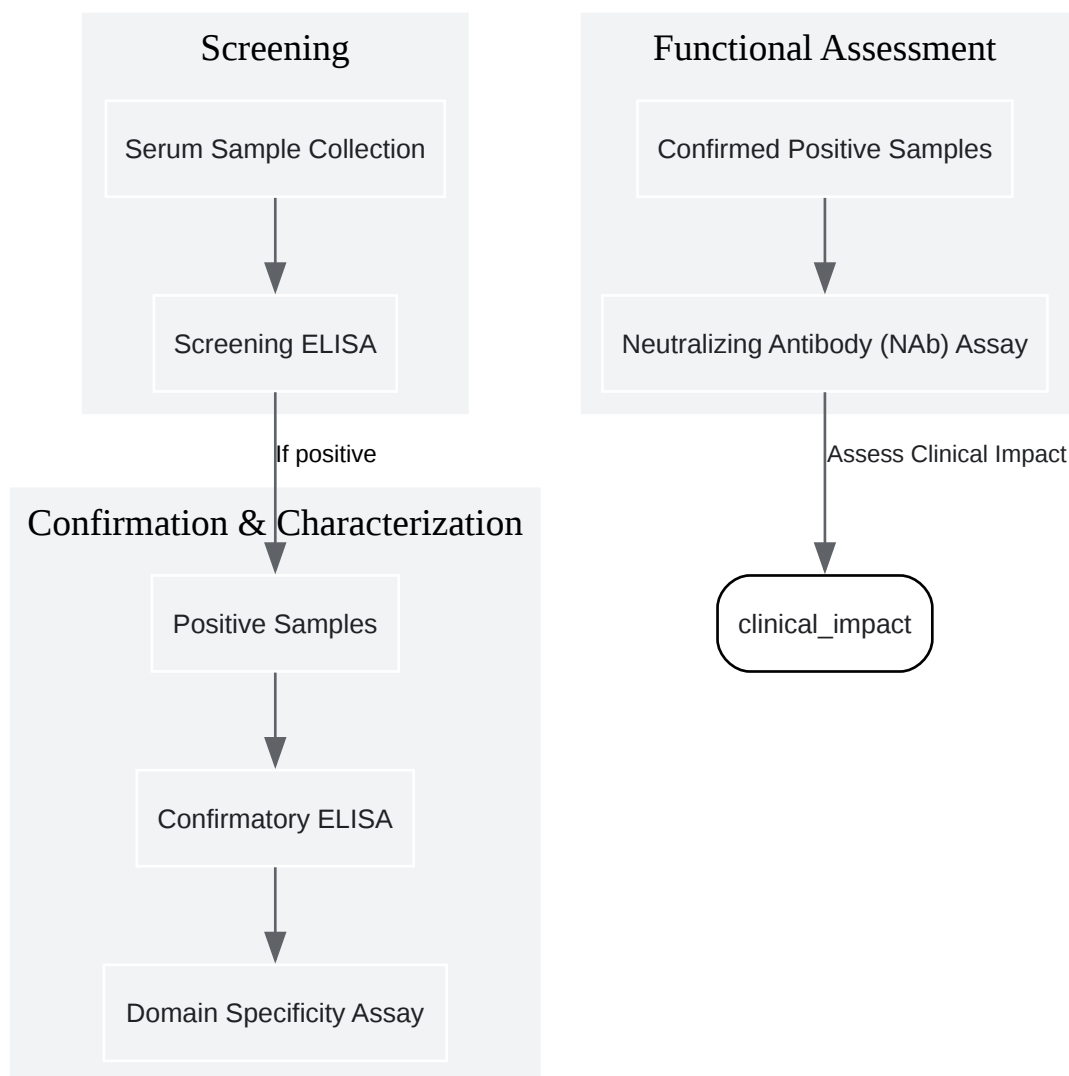 Screening
Serum Sample Collection
Screening ELISA
If positive
Confirmation & Characterization
Positive Samples
Confirmatory ELISA
Domain Specificity Assay
Functional Assessment
Confirmed Positive Samples
Neutralizing Antibody (NAb) Assay
Assess Clinical Impact
clinical_impact